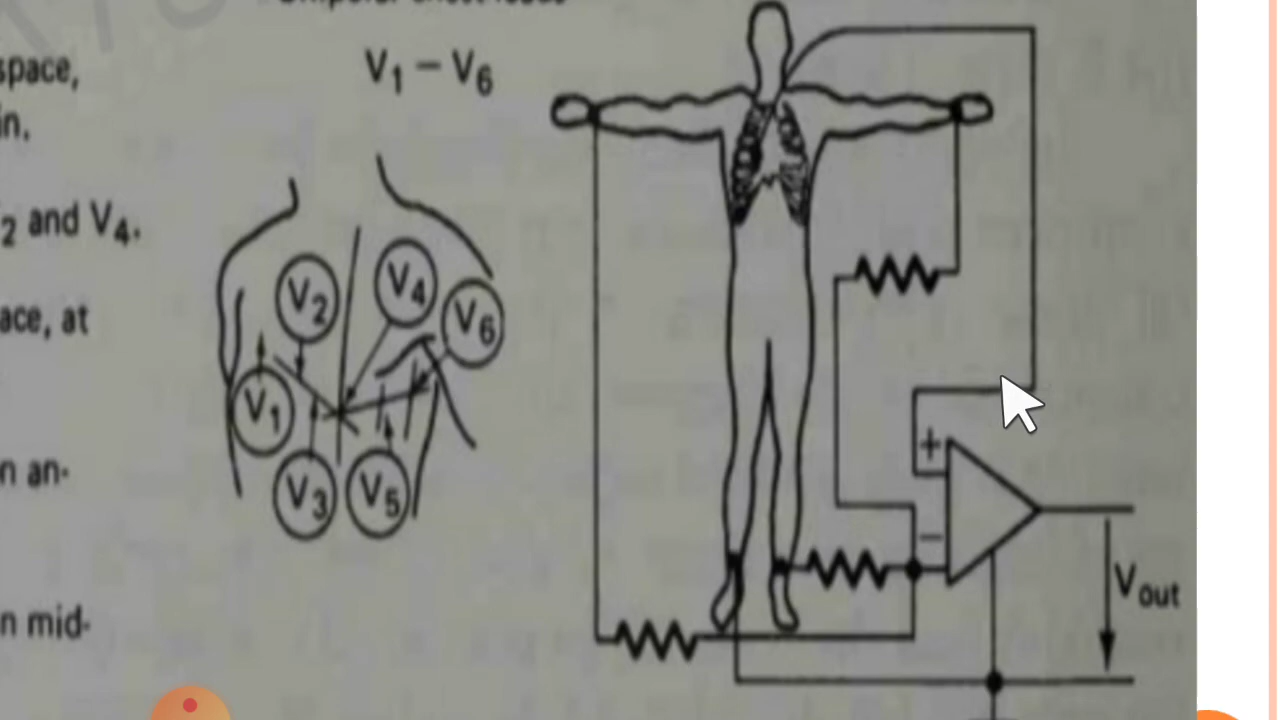 space,
in.
2 and V4.
ace, at
n an-
n mid-
V1 – V6
V2
V4
V6
V1
V3
V5
+
–
Vout